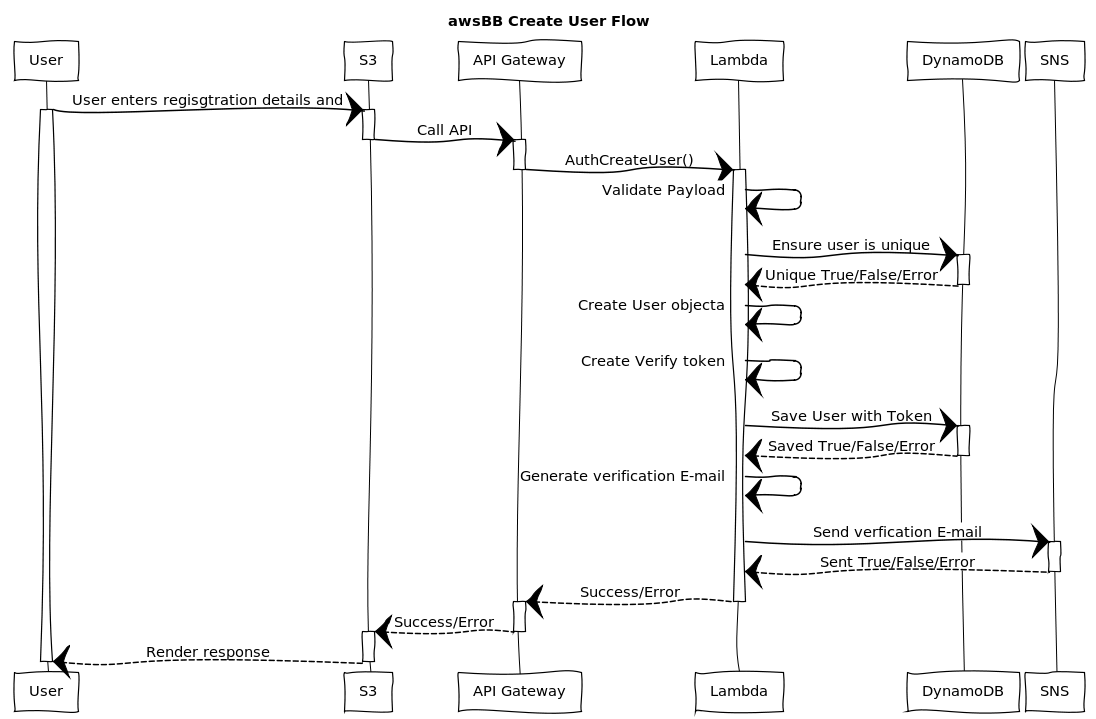 awsBB Create User Flow
User S3 API Gateway Lambda DynamoDB SNS
User enters regisgtration details and
Call API
AuthCreateUser()
Validate Payload
Ensure user is unique
Unique True/False/Error
Create User objecta
Create Verify token
Save User with Token
Saved True/False/Error
Generate verification E-mail
Send verfication E-mail
Sent True/False/Error
Success/Error
Success/Error
Render response
User S3 API Gateway Lambda DynamoDB SNS